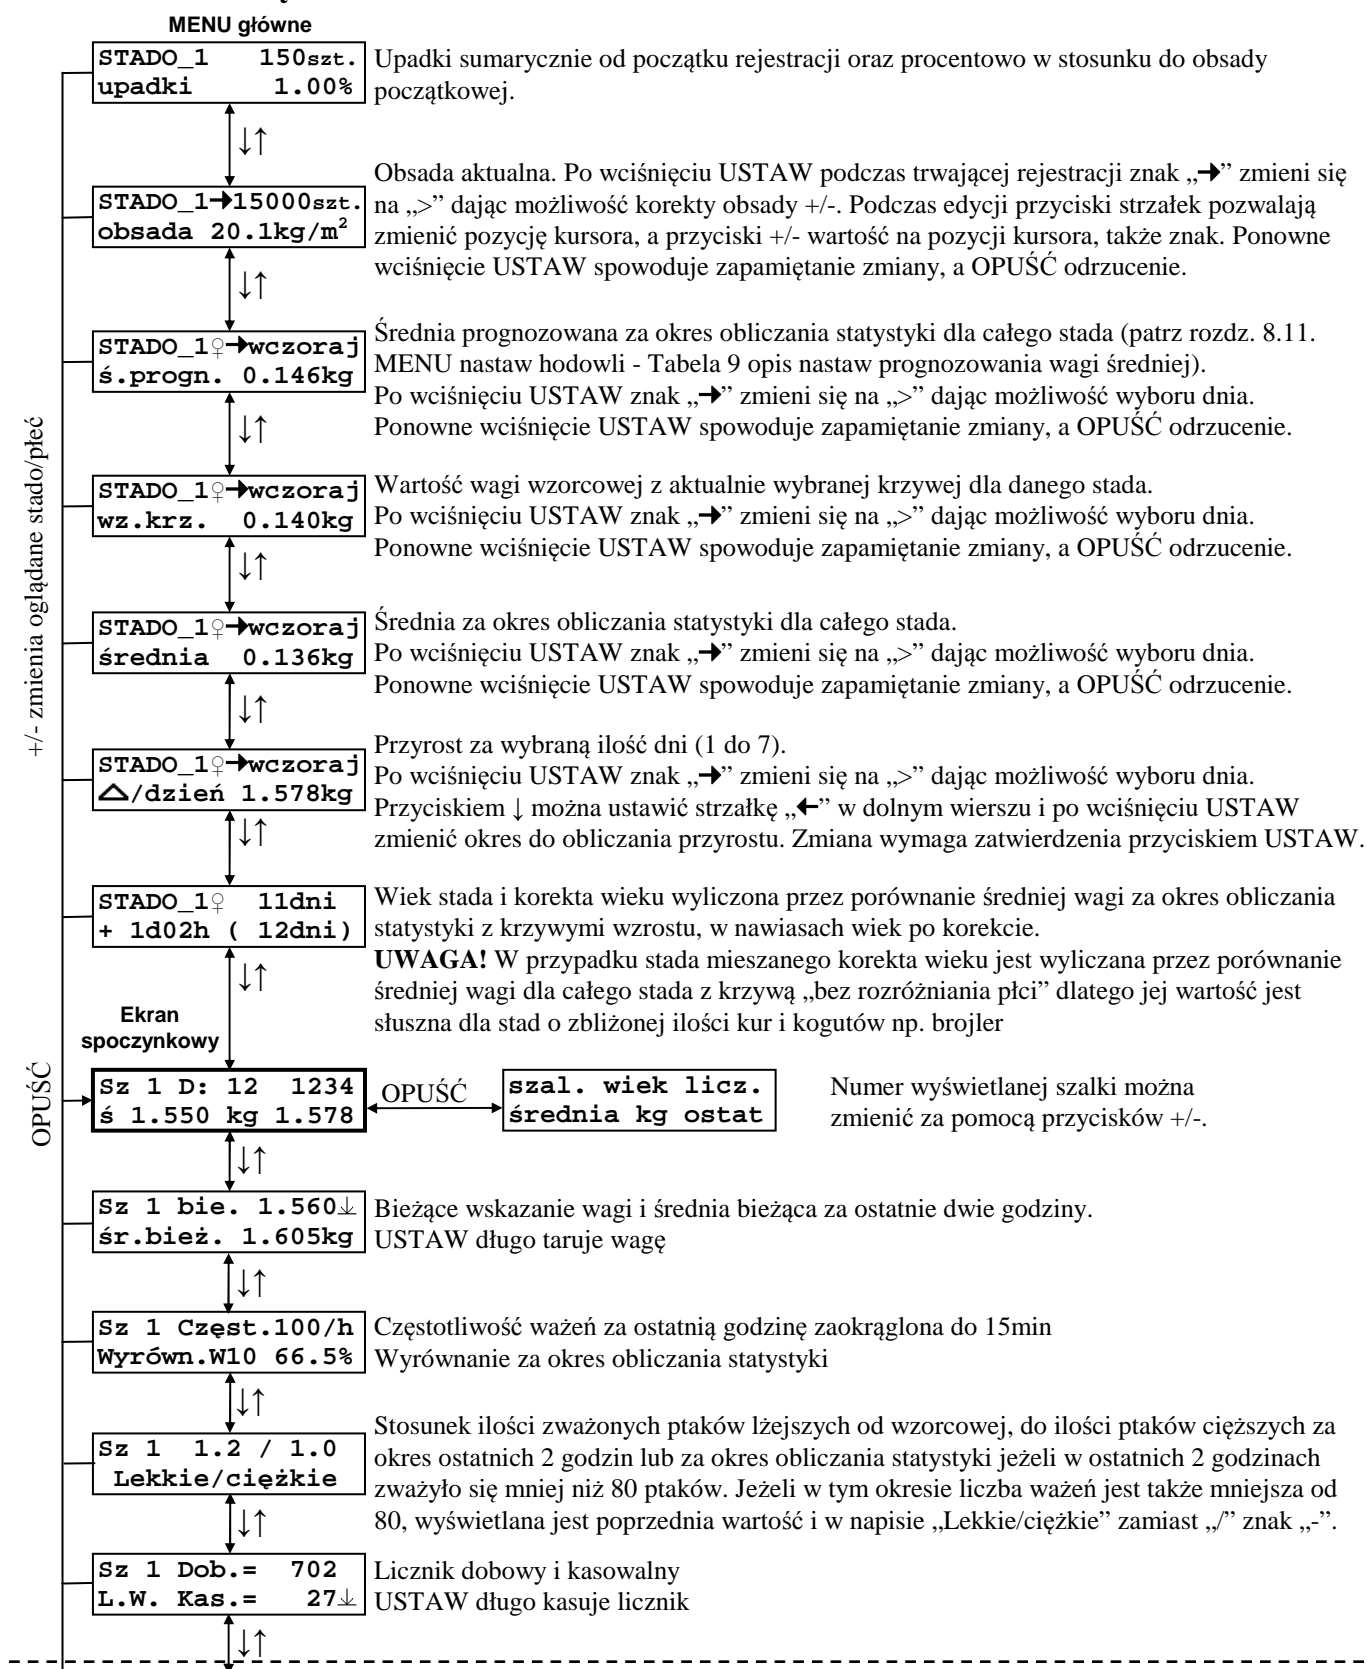 MENU główne
STADO_1 150szt.
upadki 1.00%
Upadki sumarycznie od początku rejestracji oraz procentowo w stosunku do obsady
początkowej.
↓↑
STADO_1➔15000szt.
obsada 20.1kg/m²
Obsada aktualna. Po wciśnięciu USTAW podczas trwającej rejestracji znak „➔” zmieni się
na „>” dając możliwość korekty obsady +/-. Podczas edycji przyciski strzałek pozwalają
zmienić pozycję kursora, a przyciski +/- wartość na pozycji kursora, także znak. Ponowne
wciśnięcie USTAW spowoduje zapamiętanie zmiany, a OPUŚĆ odrzucenie.
↓↑
STADO_1♀➔wczoraj
ś.progn. 0.146kg
Średnia prognozowana za okres obliczania statystyki dla całego stada (patrz rozdz. 8.11.
MENU nastaw hodowli - Tabela 9 opis nastaw prognozowania wagi średniej).
Po wciśnięciu USTAW znak „➔” zmieni się na „>” dając możliwość wyboru dnia.
Ponowne wciśnięcie USTAW spowoduje zapamiętanie zmiany, a OPUŚĆ odrzucenie.
↓↑
+/- zmienia oglądane stado/płeć
STADO_1♀➔wczoraj
wz.krz. 0.140kg
Wartość wagi wzorcowej z aktualnie wybranej krzywej dla danego stada.
Po wciśnięciu USTAW znak „➔” zmieni się na „>” dając możliwość wyboru dnia.
Ponowne wciśnięcie USTAW spowoduje zapamiętanie zmiany, a OPUŚĆ odrzucenie.
↓↑
STADO_1♀➔wczoraj
średnia 0.136kg
Średnia za okres obliczania statystyki dla całego stada.
Po wciśnięciu USTAW znak „➔” zmieni się na „>” dając możliwość wyboru dnia.
Ponowne wciśnięcie USTAW spowoduje zapamiętanie zmiany, a OPUŚĆ odrzucenie.
↓↑
STADO_1♀➔wczoraj
△/dzień 1.578kg
Przyrost za wybraną ilość dni (1 do 7).
Po wciśnięciu USTAW znak „➔” zmieni się na „>” dając możliwość wyboru dnia.
Przyciskiem ↓ można ustawić strzałkę „🡸” w dolnym wierszu i po wciśnięciu USTAW
zmienić okres do obliczania przyrostu. Zmiana wymaga zatwierdzenia przyciskiem USTAW.
↓↑
STADO_1♀ 11dni
+ 1d02h ( 12dni)
Wiek stada i korekta wieku wyliczona przez porównanie średniej wagi za okres obliczania
statystyki z krzywymi wzrostu, w nawiasach wiek po korekcie.
UWAGA! W przypadku stada mieszanego korekta wieku jest wyliczana przez porównanie
średniej wagi dla całego stada z krzywą „bez rozróżniania płci” dlatego jej wartość jest
słuszna dla stad o zbliżonej ilości kur i kogutów np. brojler
↓↑
Ekran
spoczynkowy
OPUŚĆ
Sz 1 D: 12 1234
ś 1.550 kg 1.578
OPUŚĆ
szal. wiek licz.
średnia kg ostat
Numer wyświetlanej szalki można
zmienić za pomocą przycisków +/-.
↓↑
Sz 1 bie. 1.560⚶
śr.bież. 1.605kg
Bieżące wskazanie wagi i średnia bieżąca za ostatnie dwie godziny.
USTAW długo taruje wagę
↓↑
Sz 1 Częst.100/h
Wyrówn.W10 66.5%
Częstotliwość ważeń za ostatnią godzinę zaokrąglona do 15min
Wyrównanie za okres obliczania statystyki
↓↑
Sz 1 1.2 / 1.0
Lekkie/ciężkie
Stosunek ilości zważonych ptaków lżejszych od wzorcowej, do ilości ptaków cięższych za
okres ostatnich 2 godzin lub za okres obliczania statystyki jeżeli w ostatnich 2 godzinach
zważyło się mniej niż 80 ptaków. Jeżeli w tym okresie liczba ważeń jest także mniejsza od
80, wyświetlana jest poprzednia wartość i w napisie „Lekkie/ciężkie” zamiast „/” znak „-”.
↓↑
Sz 1 Dob.= 702
L.W. Kas.= 27⚶
Licznik dobowy i kasowalny
USTAW długo kasuje licznik
↓↑